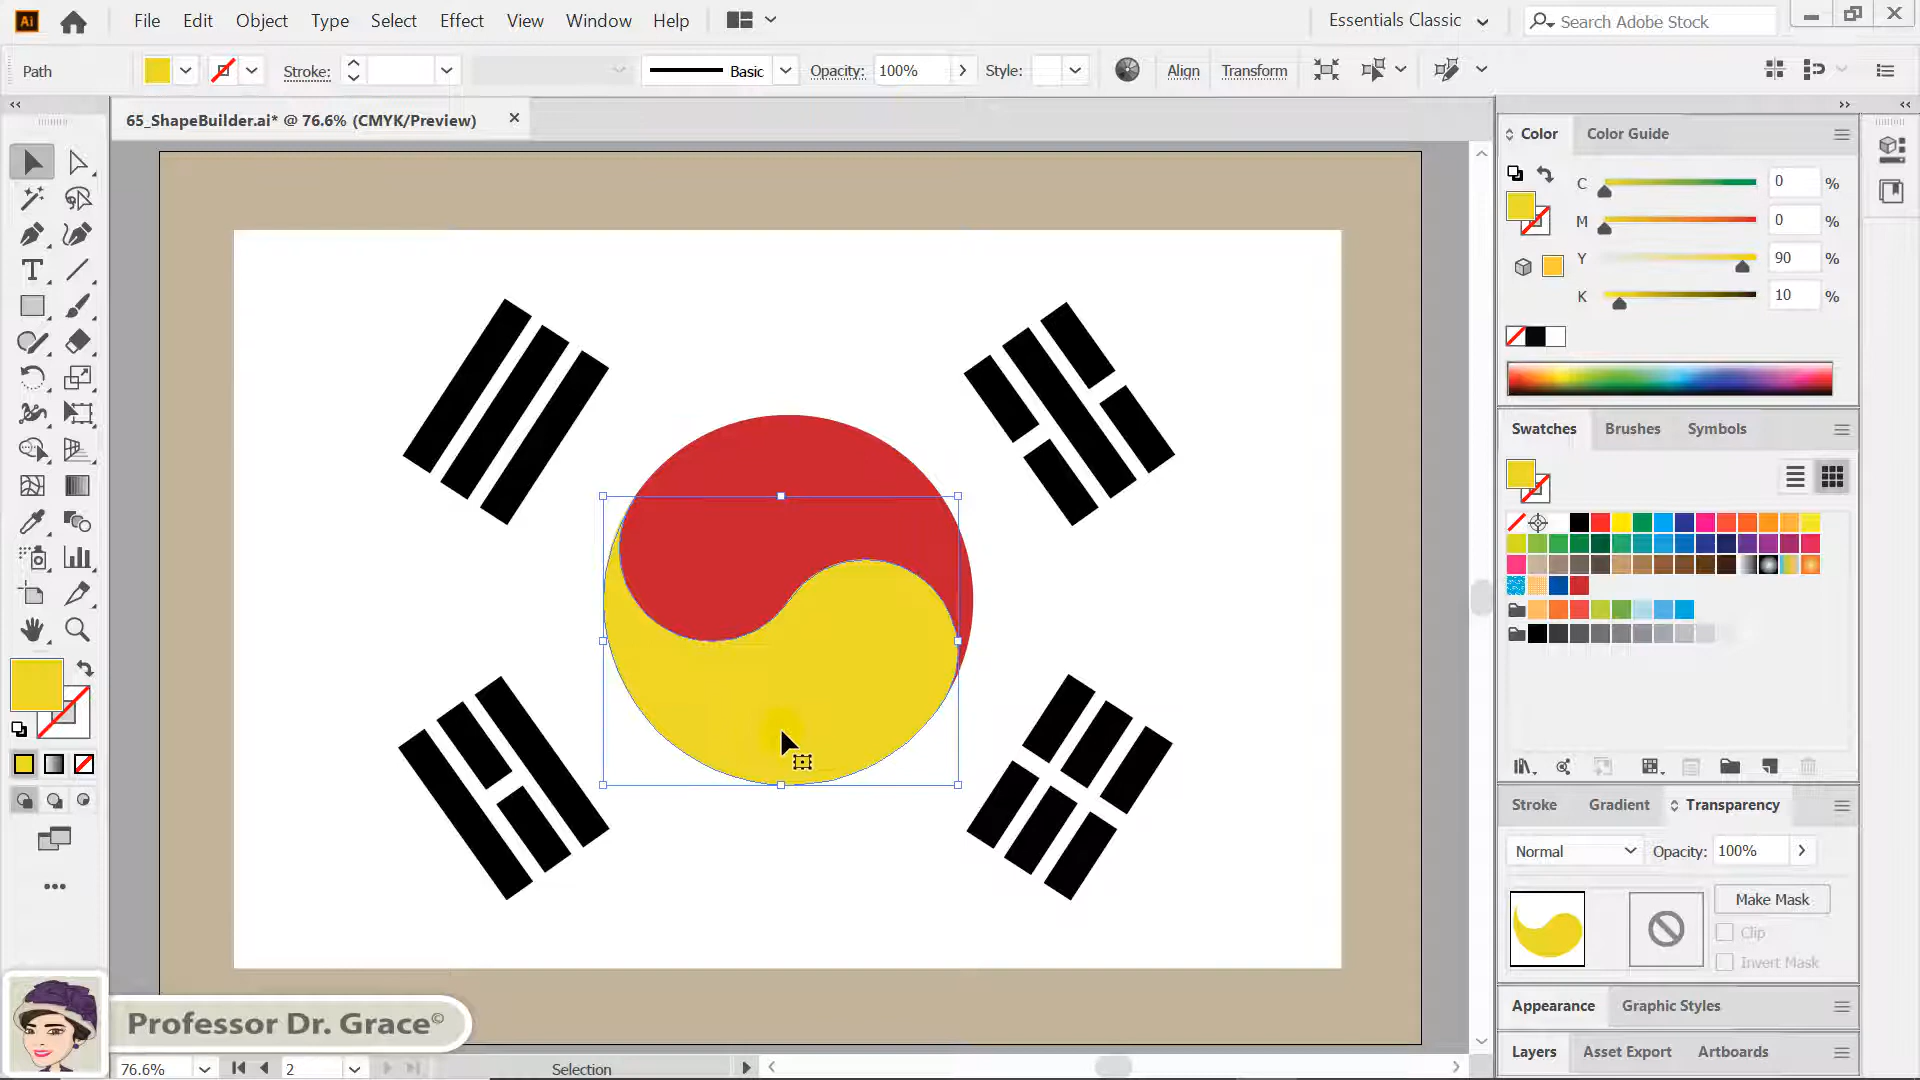 Ai File Edit Object Type Select Effect View Window Help Essentials Classic Search Adobe Stock
Path Stroke: Basic Opacity: 100% Style: Align Transform
65_ShapeBuilder.ai* @ 76.6% (CMYK/Preview)
Color Color Guide
C 0 %
M 0 %
Y 90 %
K 10 %
Swatches Brushes Symbols
Stroke Gradient Transparency
Normal Opacity: 100%
Make Mask
Clip
Invert Mask
Appearance Graphic Styles
Professor Dr. Grace©
Layers Asset Export Artboards
76.6% 2 Selection